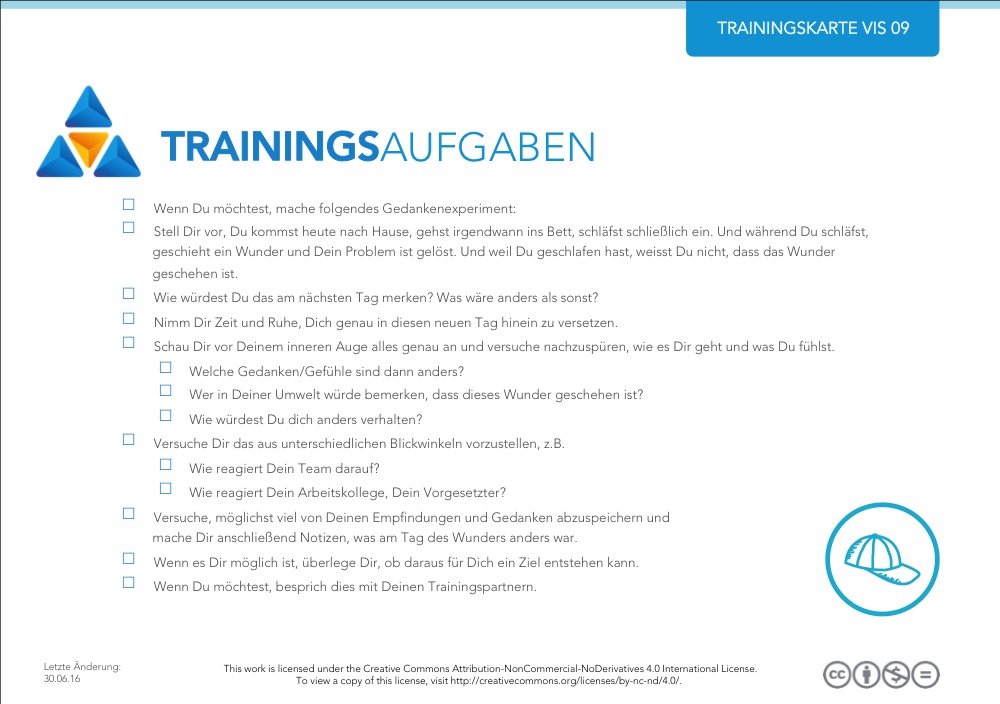 TRAININGSKARTE VIS 09
TRAININGSAUFGABEN
Wenn Du möchtest, mache folgendes Gedankenexperiment:
Stell Dir vor, Du kommst heute nach Hause, gehst irgendwann ins Bett, schläfst schließlich ein. Und während Du schläfst,
geschieht ein Wunder und Dein Problem ist gelöst. Und weil Du geschlafen hast, weisst Du nicht, dass das Wunder
geschehen ist.
Wie würdest Du das am nächsten Tag merken? Was wäre anders als sonst?
Nimm Dir Zeit und Ruhe, Dich genau in diesen neuen Tag hinein zu versetzen.
Schau Dir vor Deinem inneren Auge alles genau an und versuche nachzuspüren, wie es Dir geht und was Du fühlst.
Welche Gedanken/Gefühle sind dann anders?
Wer in Deiner Umwelt würde bemerken, dass dieses Wunder geschehen ist?
Wie würdest Du dich anders verhalten?
Versuche Dir das aus unterschiedlichen Blickwinkeln vorzustellen, z.B.
Wie reagiert Dein Team darauf?
Wie reagiert Dein Arbeitskollege, Dein Vorgesetzter?
Versuche, möglichst viel von Deinen Empfindungen und Gedanken abzuspeichern und
mache Dir anschließend Notizen, was am Tag des Wunders anders war.
Wenn es Dir möglich ist, überlege Dir, ob daraus für Dich ein Ziel entstehen kann.
Wenn Du möchtest, besprich dies mit Deinen Trainingspartnern.
Letzte Änderung:
30.06.16
This work is licensed under the Creative Commons Attribution-NonCommercial-NoDerivatives 4.0 International License.
To view a copy of this license, visit http://creativecommons.org/licenses/by-nc-nd/4.0/.
cc